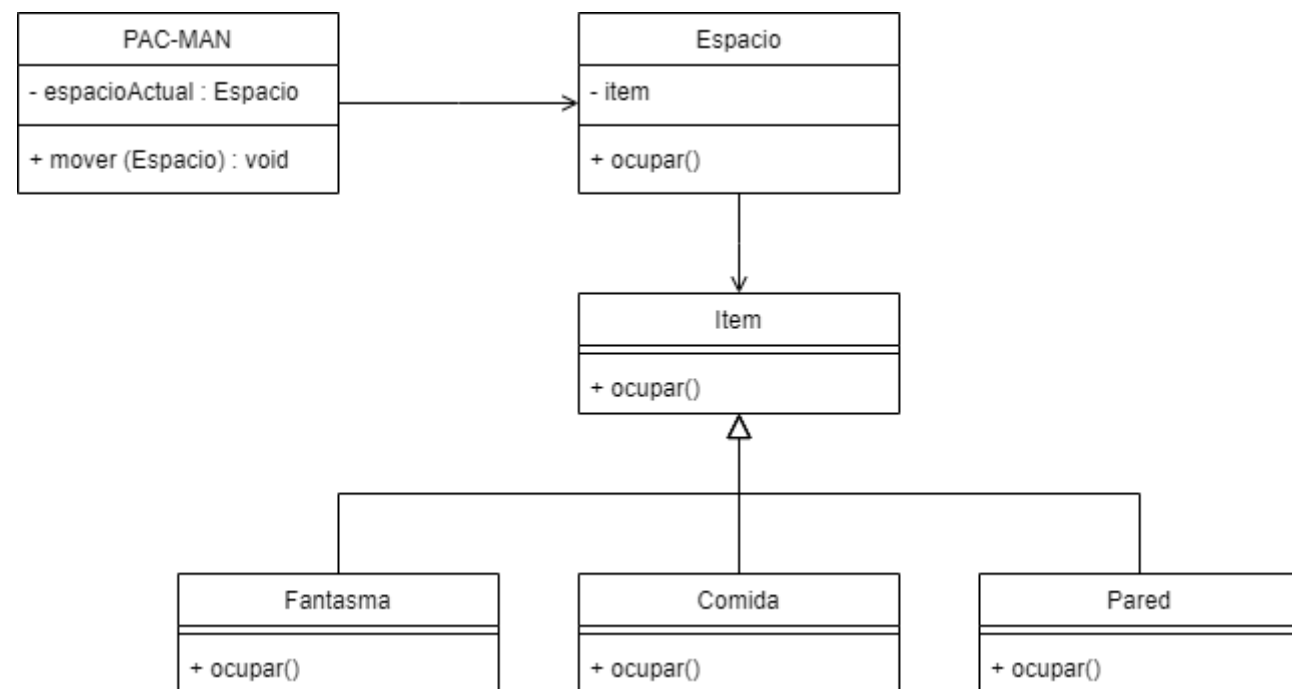 PAC-MAN
- espacioActual : Espacio
+ mover (Espacio) : void
Espacio
- item
+ ocupar()
Item
+ ocupar()
Fantasma
+ ocupar()
Comida
+ ocupar()
Pared
+ ocupar()